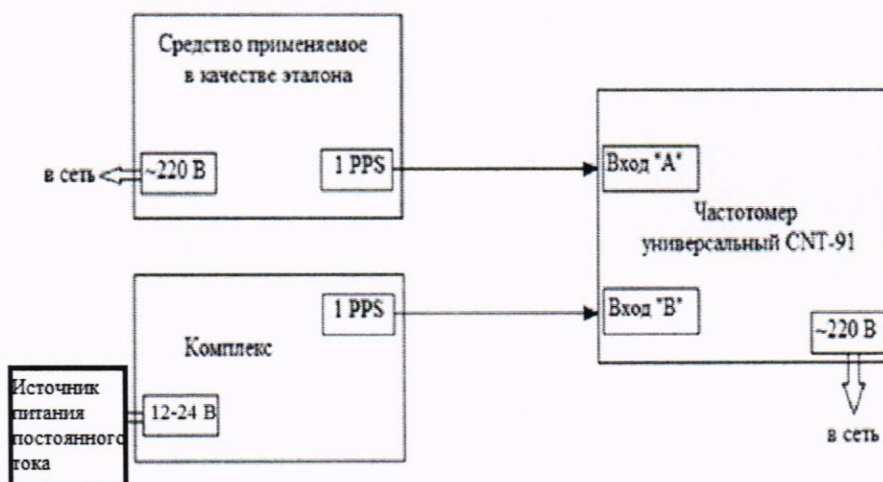 Средство применяемое
в качестве эталона
в сеть
~220 В
1 PPS
Вход "А"
Частотомер
универсальный CNT-91
1 PPS
Вход "В"
~220 В
Комплекс
Источник
питания
постоянного
тока
12-24 В
в сеть